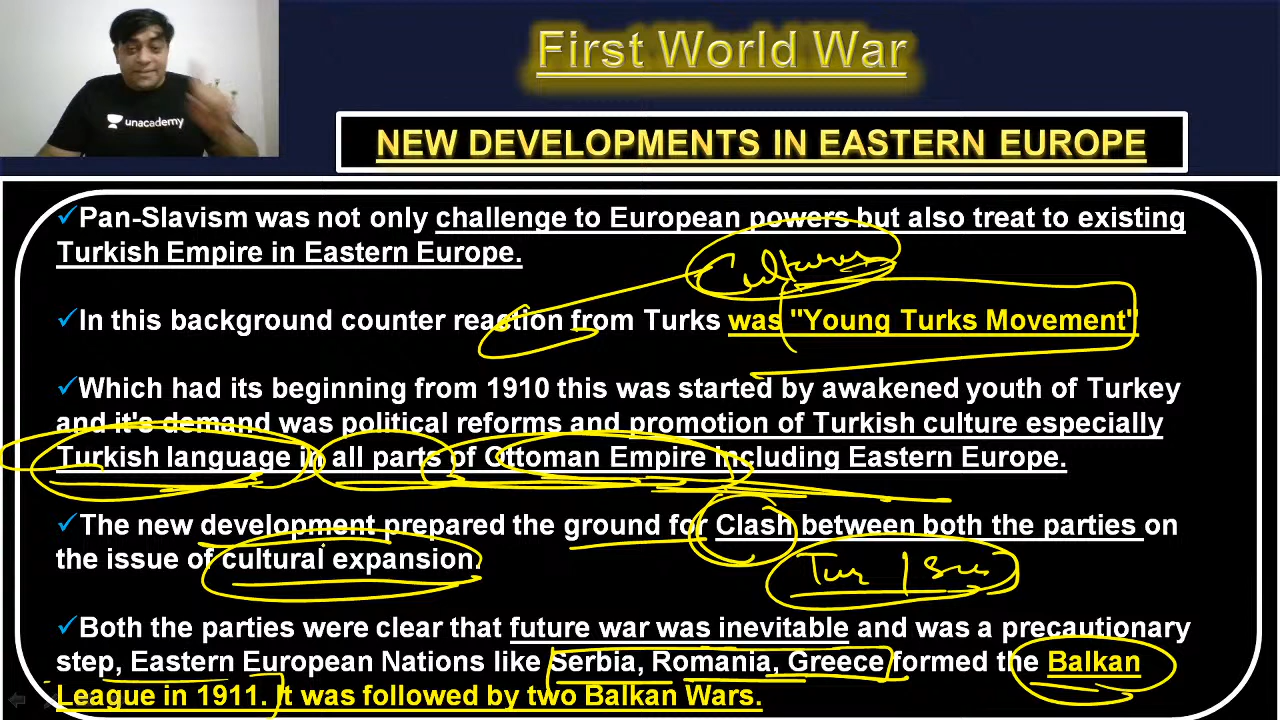 First World War
unacademy
NEW DEVELOPMENTS IN EASTERN EUROPE
✓Pan-Slavism was not only challenge to European powers but also treat to existing
Turkish Empire in Eastern Europe.
Cultures
✓In this background counter reaction from Turks was "Young Turks Movement"
✓Which had its beginning from 1910 this was started by awakened youth of Turkey
and it's demand was political reforms and promotion of Turkish culture especially
Turkish language in all parts of Ottoman Empire including Eastern Europe.
✓The new development prepared the ground for Clash between both the parties on
the issue of cultural expansion.
Tur |
✓Both the parties were clear that future war was inevitable and was a precautionary
step, Eastern European Nations like Serbia, Romania, Greece formed the Balkan
League in 1911. It was followed by two Balkan Wars.